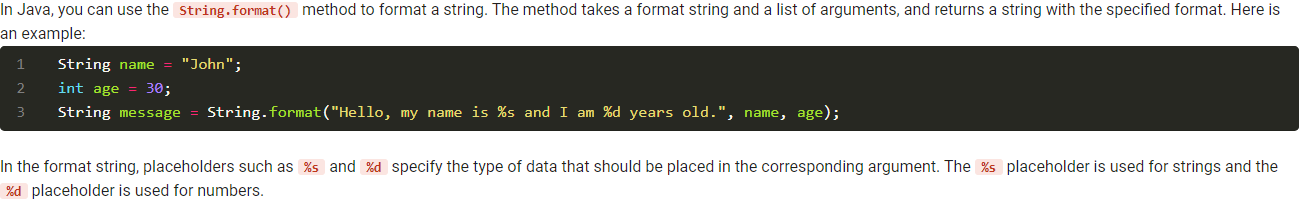 In Java, you can use the String.format() method to format a string. The method takes a format string and a list of arguments, and returns a string with the specified format. Here is
an example:
1 String name = "John";
2 int age = 30;
3 String message = String.format("Hello, my name is %s and I am %d years old.", name, age);
In the format string, placeholders such as %s and %d specify the type of data that should be placed in the corresponding argument. The %s placeholder is used for strings and the
%d placeholder is used for numbers.